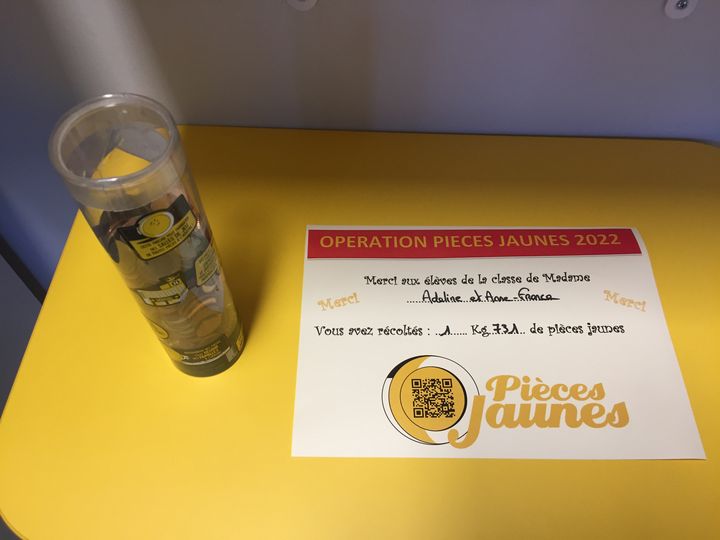 OPERATION PIECES JAUNES 2022
Merci aux élèves de la classe de Madame
Merci
.....Adeline et Anne-France
Merci
Vous avez récoltés : ..1..... Kg.731.. de pièces jaunes
Pièces
Jaunes